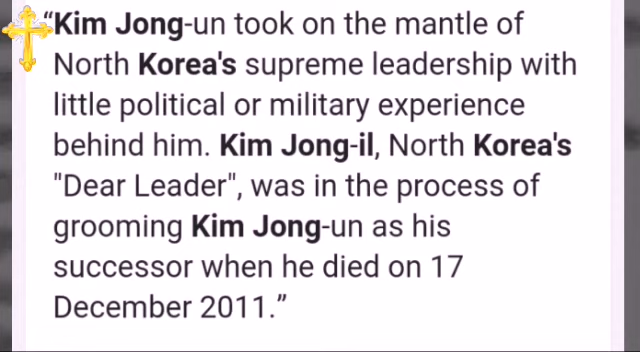 “Kim Jong-un took on the mantle of
North Korea's supreme leadership with
little political or military experience
behind him. Kim Jong-il, North Korea's
"Dear Leader", was in the process of
grooming Kim Jong-un as his
successor when he died on 17
December 2011.”